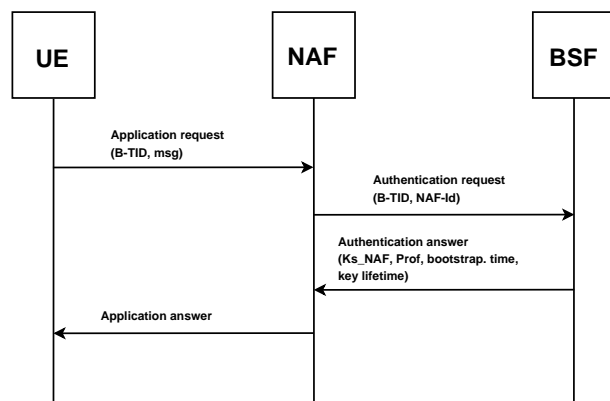 UE
NAF
BSF
Application request
(B-TID, msg)
Authentication request
(B-TID, NAF-Id)
Authentication answer
(Ks_NAF, Prof, bootstrap. time,
key lifetime)
Application answer